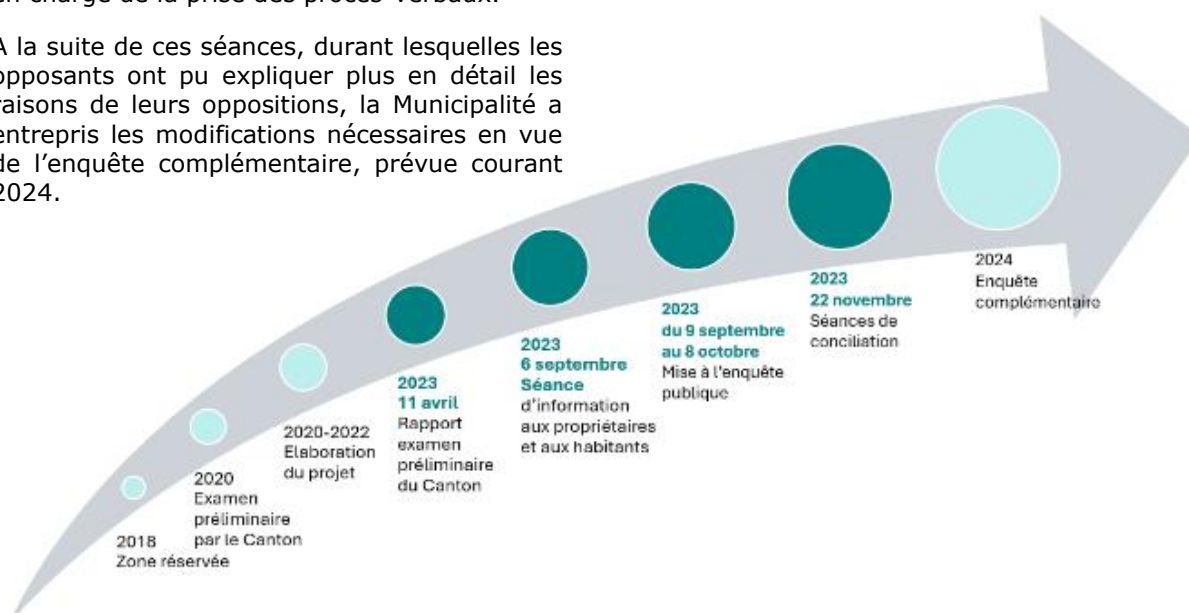 en charge de la prise des procès-verbaux.
A la suite de ces séances, durant lesquelles les
opposants ont pu expliquer plus en détail les
raisons de leurs oppositions, la Municipalité a
entrepris les modifications nécessaires en vue
de l'enquête complémentaire, prévue courant
2024.
2018
Zone réservée
2020
Examen
préliminaire
par le Canton
2020-2022
Elaboration
du projet
2023
11 avril
Rapport
examen
préliminaire
du Canton
2023
6 septembre
Séance
d'information
aux propriétaires
et aux habitants
2023
du 9 septembre
au 8 octobre
Mise à l'enquête
publique
2023
22 novembre
Séances de
conciliation
2024
Enquête
complémentaire